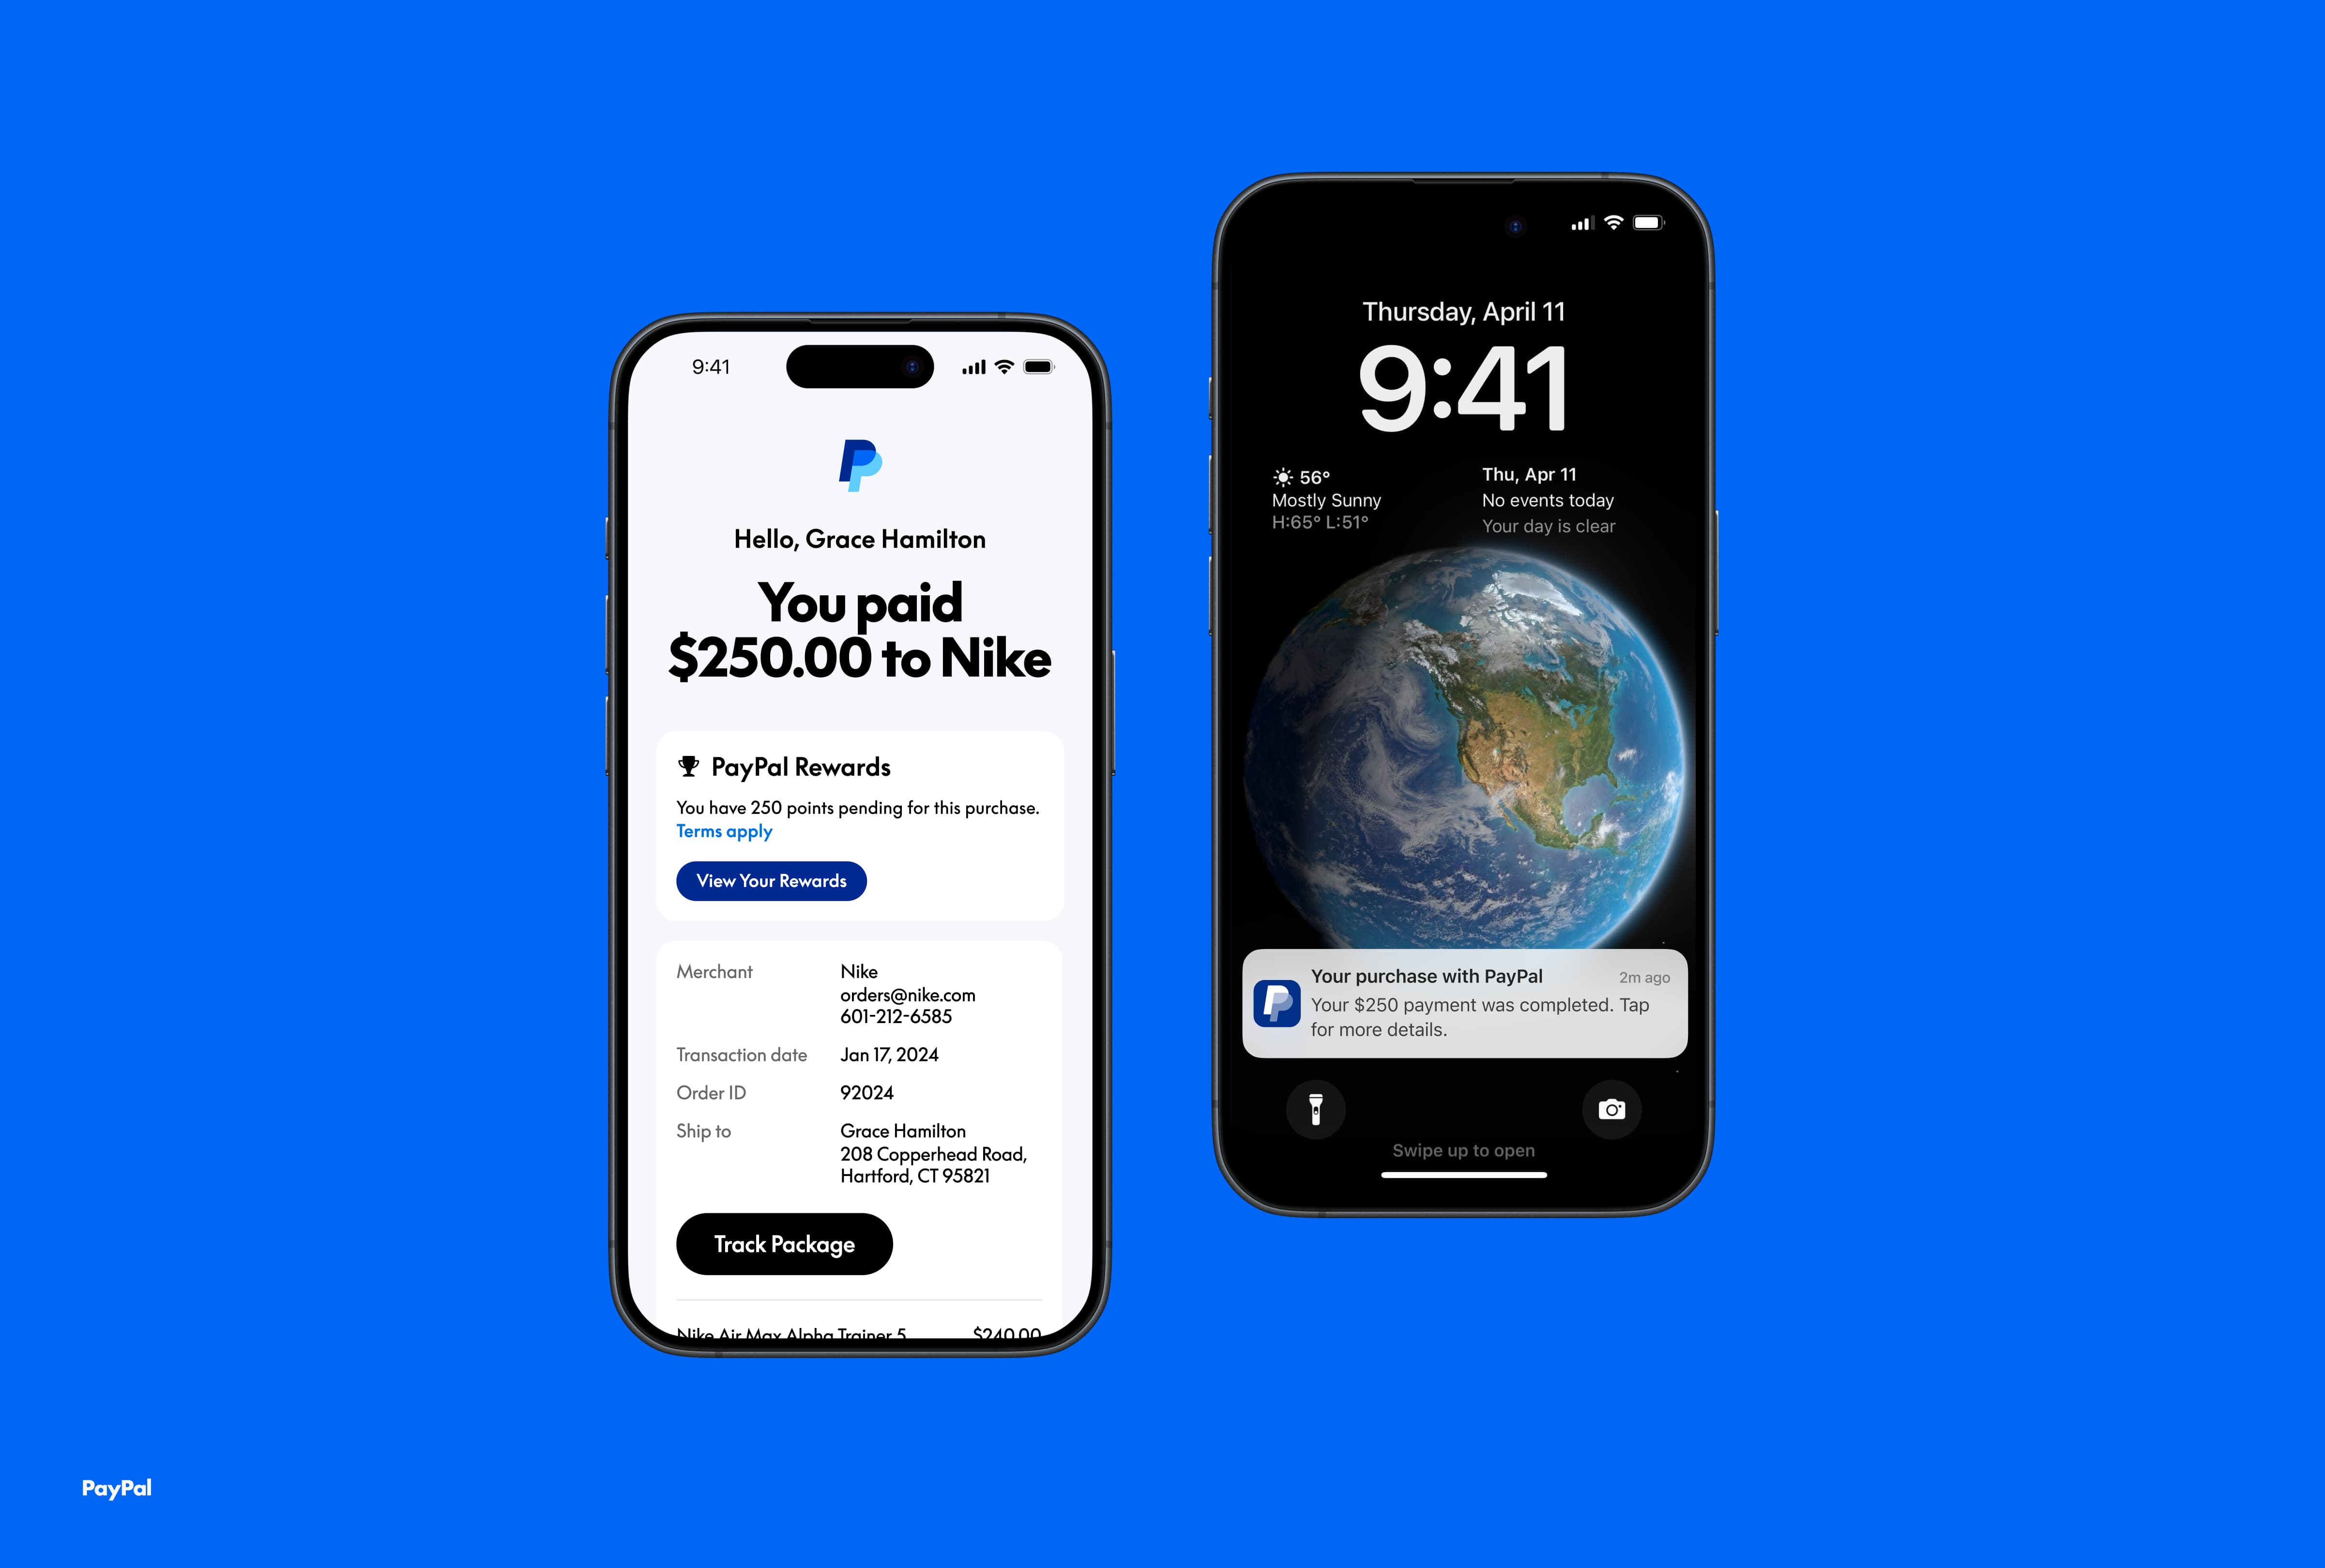 9:41
Hello, Grace Hamilton
You paid
$250.00 to Nike
PayPal Rewards
You have 250 points pending for this purchase.
Terms apply
View Your Rewards
Merchant
Nike
orders@nike.com
601-212-6585
Transaction date
Jan 17, 2024
Order ID
92024
Ship to
Grace Hamilton
208 Copperhead Road,
Hartford, CT 95821
Track Package
Nike Air Max Alpha Trainer 5
$240.00
Thursday, April 11
9:41
56°
Mostly Sunny
H:65° L:51°
Thu, Apr 11
No events today
Your day is clear
Your purchase with PayPal
2m ago
Your $250 payment was completed. Tap
for more details.
Swipe up to open
PayPal